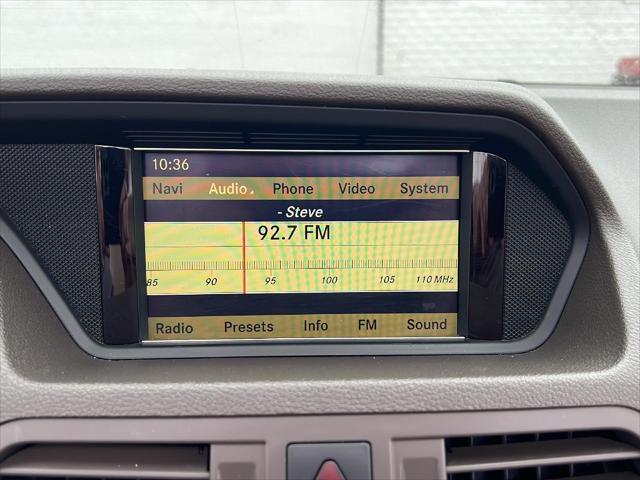 10:36
Navi Audio Phone Video System
- Steve
92.7 FM
85 90 95 100 105 110 MHz
Radio Presets Info FM Sound